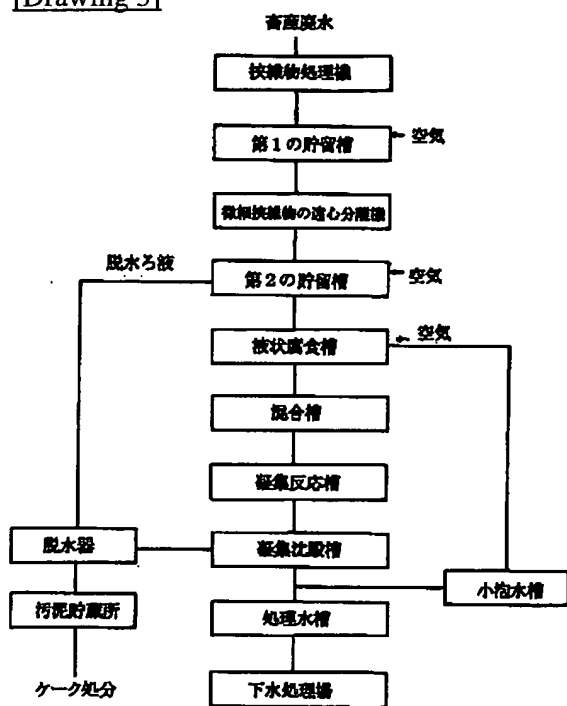 [Drawing 3]
畜産廃水
挟雑物処理機
第1の貯留槽
空気
微細挟雑物の遠心分離機
脱水ろ液
第2の貯留槽
空気
液状腐食槽
空気
混合槽
凝集反応槽
脱水器
凝集沈殿槽
小泡水槽
汚泥貯蔵所
処理水槽
ケーク処分
下水処理場